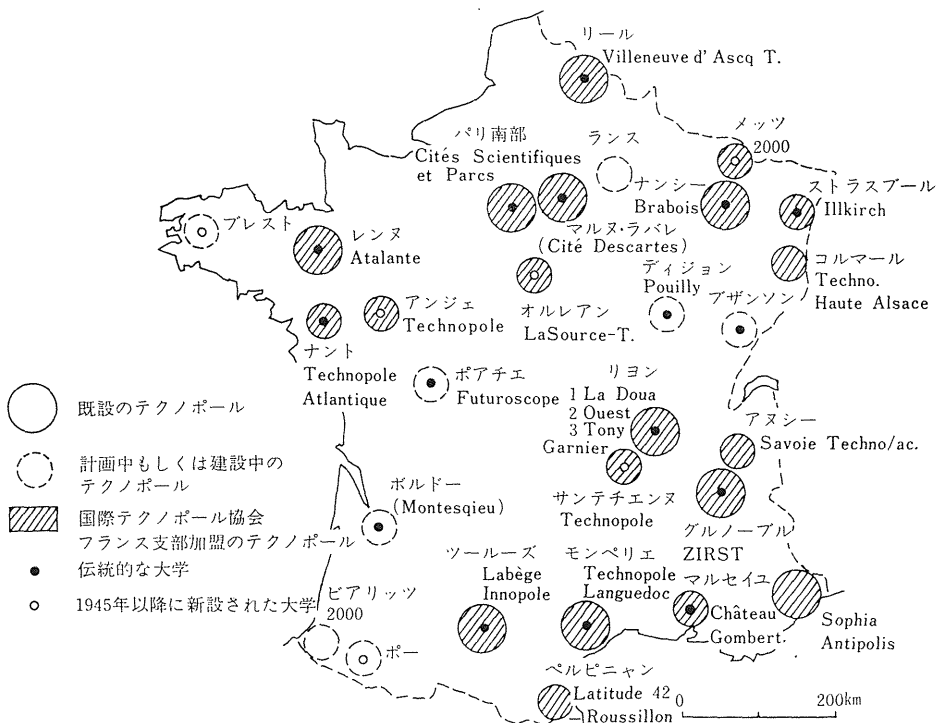 リール
Villeneuve d'Ascq T.
パリ南部
Cités Scientifiques
et Parcs
ランス
メッツ
2000
ナンシー
Brabois
ストラスブール
Illkirch
マルヌ・ラバレ
(Cité Descartes)
コルマール
Techno.
Haute Alsace
ブレスト
レンヌ
Atalante
アンジェ
Technopole
オルレアン
LaSource-T.
ディジョン
Pouilly
ブザンソン
ナント
Technopole
Atlantique
ポアチエ
Futuroscope
リヨン
1 La Doua
2 Ouest
3 Tony
Garnier
アヌシー
Savoie Techno/ac.
サンテチエンヌ
Technopole
グルノーブル
ZIRST
ボルドー
(Montesqieu)
ツールーズ
Labège
Innopole
モンペリエ
Technopole
Languedoc
マルセイユ
Château
Gombert.
Sophia
Antipolis
ビアリッツ
2000
ポー
ペルピニャン
Latitude 42
Roussillon
0 200km
既設のテクノポール
計画中もしくは建設中の
テクノポール
国際テクノポール協会
フランス支部加盟のテクノポール
伝統的な大学
1945年以降に新設された大学